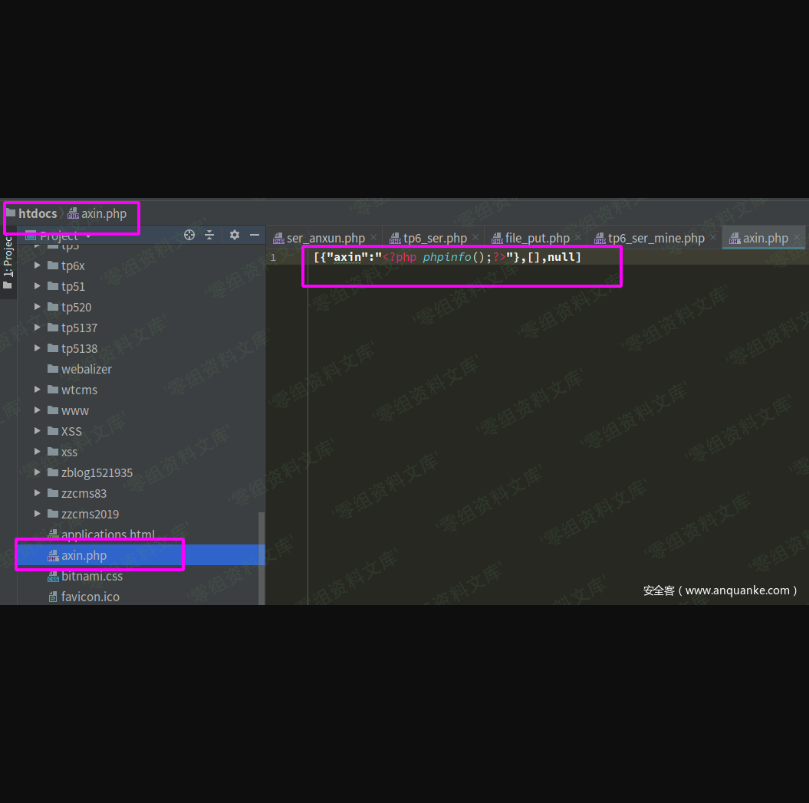 htdocs axin.php
Project
1: Projec
ser_anxun.php
tp6_ser.php
file_put.php
tp6_ser_mine.php
axin.php
1
[{"axin":"<?php phpinfo();?>"},[],null]
tp5
tp6x
tp51
tp520
tp5137
tp5138
webalizer
wtcms
www
XSS
xss
zblog1521935
zzcms83
zzcms2019
applications.html
axin.php
bitnami.css
favicon.ico
零组资料文库
安全客(www.anquanke.com)